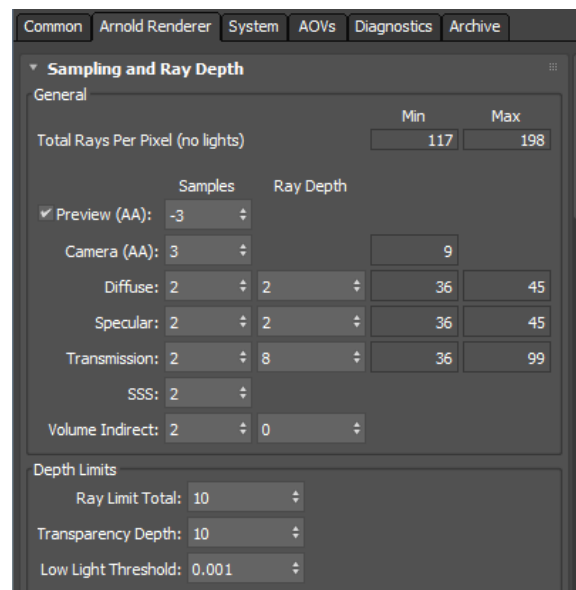 Common Arnold Renderer System AOVs Diagnostics Archive
Sampling and Ray Depth
General
Min Max
Total Rays Per Pixel (no lights) 117 198
Samples Ray Depth
Preview (AA): -3
Camera (AA): 3 9
Diffuse: 2 2 36 45
Specular: 2 2 36 45
Transmission: 2 8 36 99
SSS: 2
Volume Indirect: 2 0
Depth Limits
Ray Limit Total: 10
Transparency Depth: 10
Low Light Threshold: 0.001